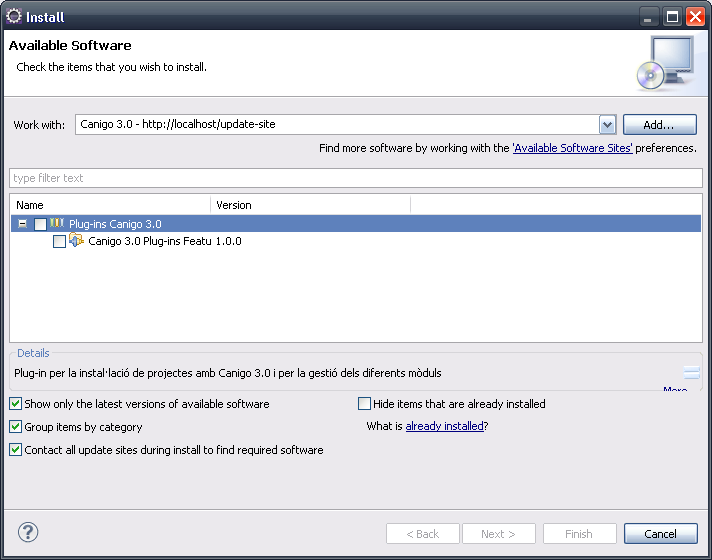 Install
Available Software
Check the items that you wish to install.
Work with: Canigo 3.0 - http://localhost/update-site Add...
Find more software by working with the 'Available Software Sites' preferences.
type filter text
Name Version
Plug-ins Canigo 3.0
Canigo 3.0 Plug-ins Featu 1.0.0
Details
Plug-in per la instal·lació de projectes amb Canigo 3.0 i per la gestió dels diferents mòduls
More
Show only the latest versions of available software Hide items that are already installed
Group items by category What is already installed?
Contact all update sites during install to find required software
? < Back Next > Finish Cancel